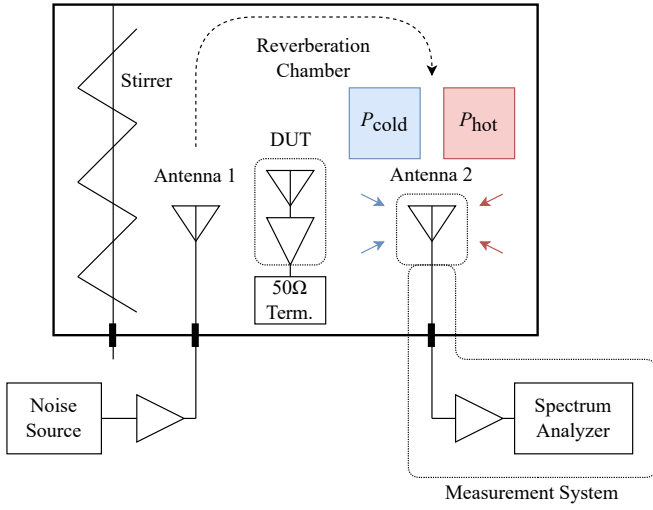 Reverberation
Chamber
Stirrer
P_cold
P_hot
DUT
Antenna 1
Antenna 2
50Ω
Term.
Noise
Source
Spectrum
Analyzer
Measurement System